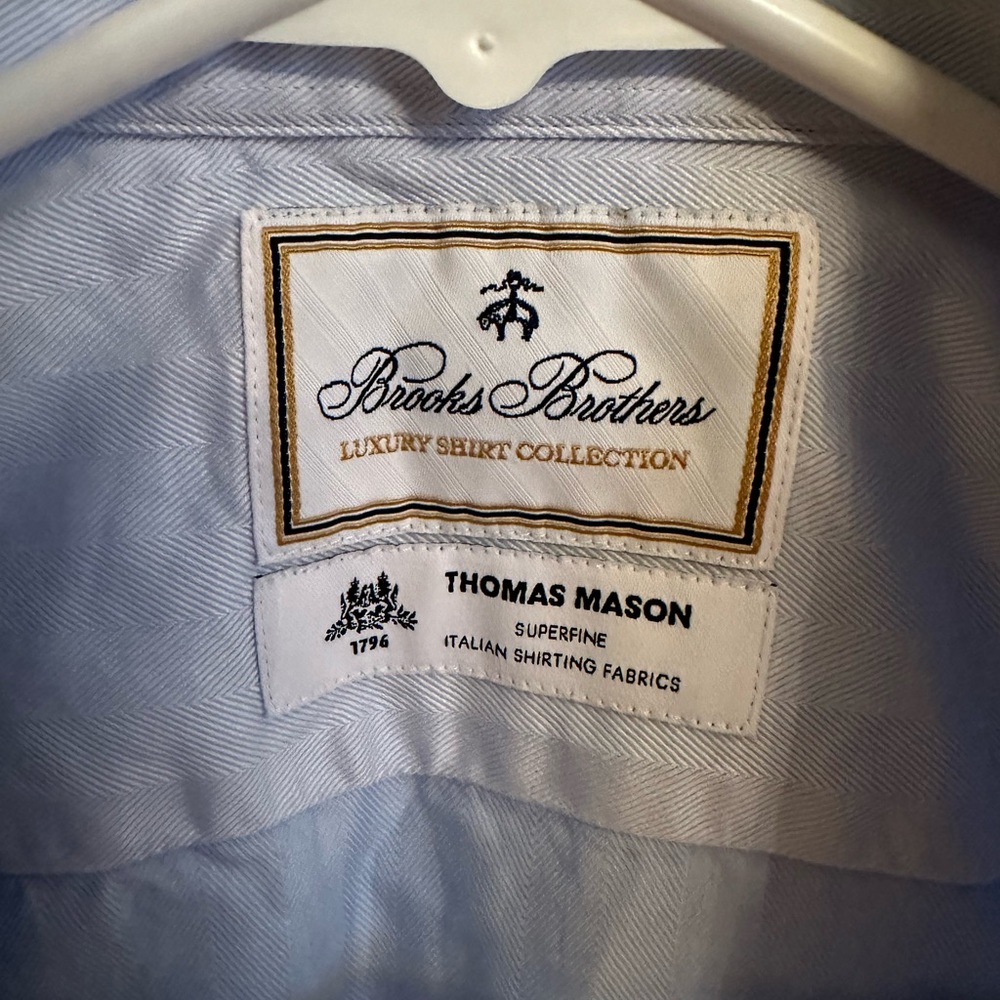 Brooks Brothers
LUXURY SHIRT COLLECTION
THOMAS MASON
1796
SUPERFINE
ITALIAN SHIRTING FABRICS